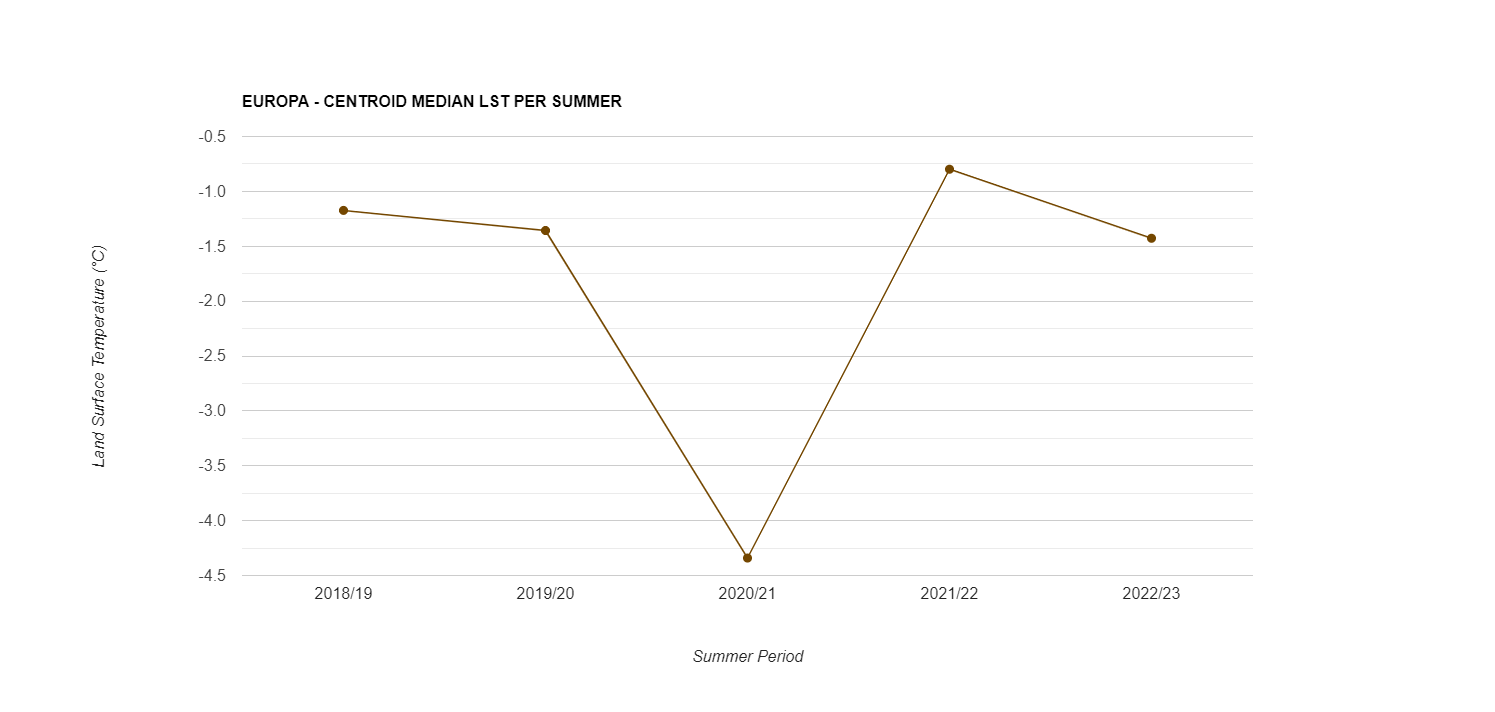 EUROPA - CENTROID MEDIAN LST PER SUMMER
Land Surface Temperature (°C)
-0.5
-1.0
-1.5
-2.0
-2.5
-3.0
-3.5
-4.0
-4.5
2018/19 2019/20 2020/21 2021/22 2022/23
Summer Period